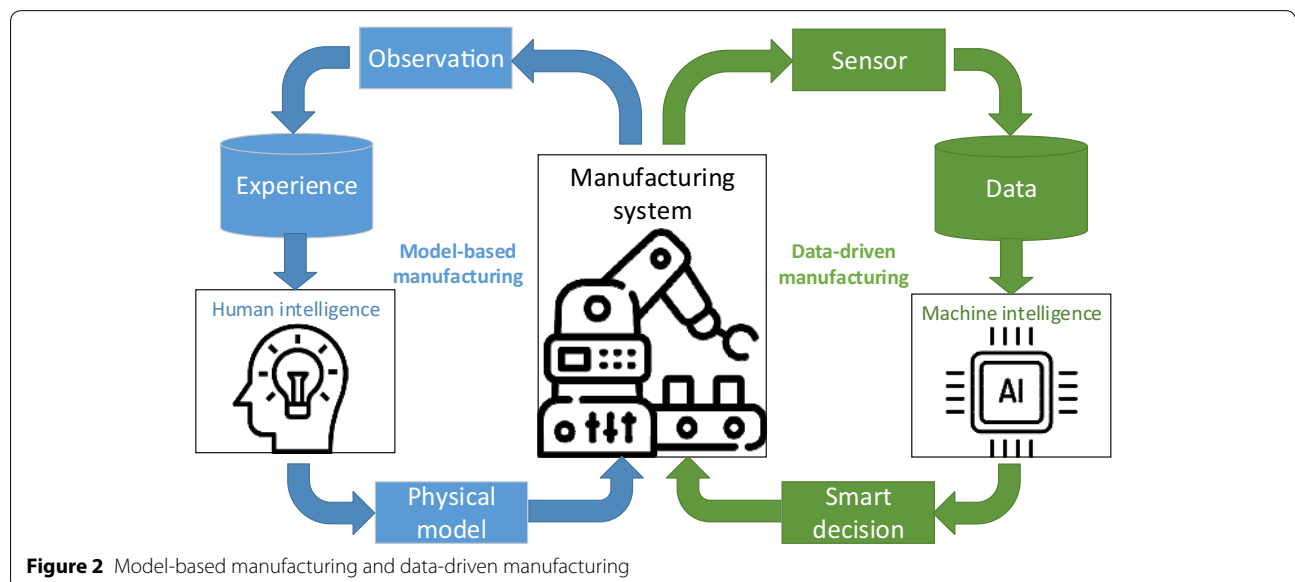 Observation
Sensor
Experience
Manufacturing
system
Data
Model-based
manufacturing
Data-driven
manufacturing
Human intelligence
Machine intelligence
AI
Physical
model
Smart
decision
Figure 2 Model-based manufacturing and data-driven manufacturing